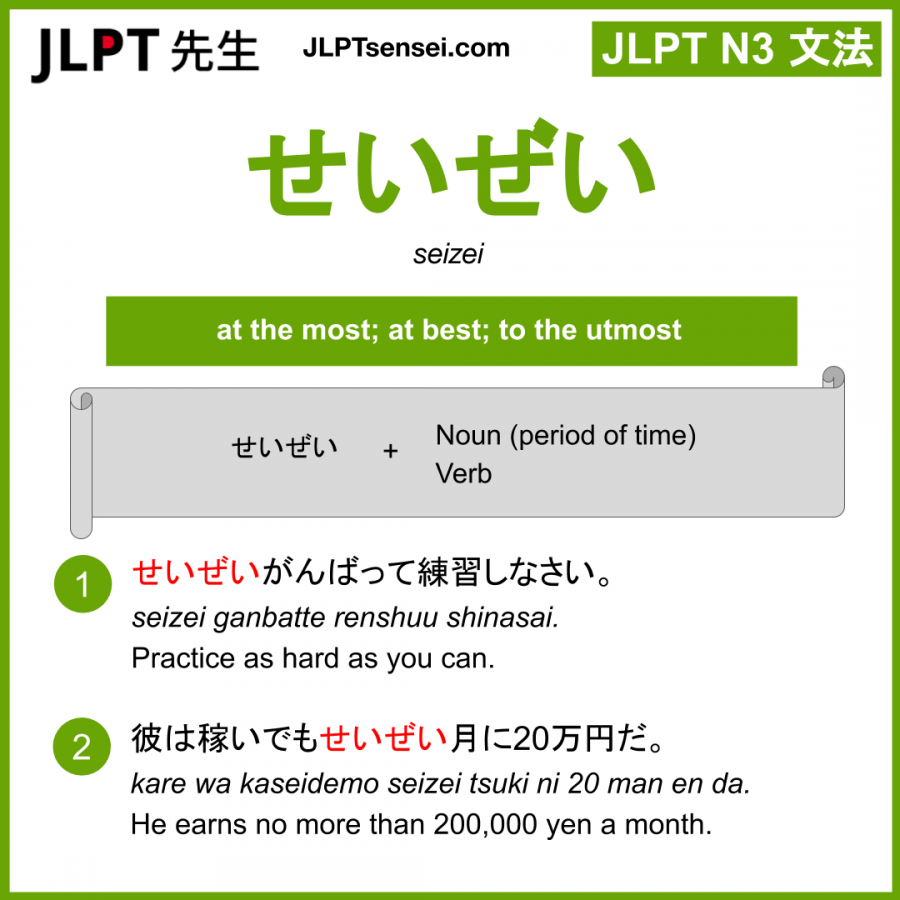 JLPT 先生
JLPTsensei.com
JLPT N3 文法
せいぜい
seizei
at the most; at best; to the utmost
せいぜい + Noun (period of time)
Verb
1 せいぜいがんばって練習しなさい。
seizei ganbatte renshuu shinasai.
Practice as hard as you can.
2 彼は稼いでもせいぜい月に20万円だ。
kare wa kaseidemo seizei tsuki ni 20 man en da.
He earns no more than 200,000 yen a month.